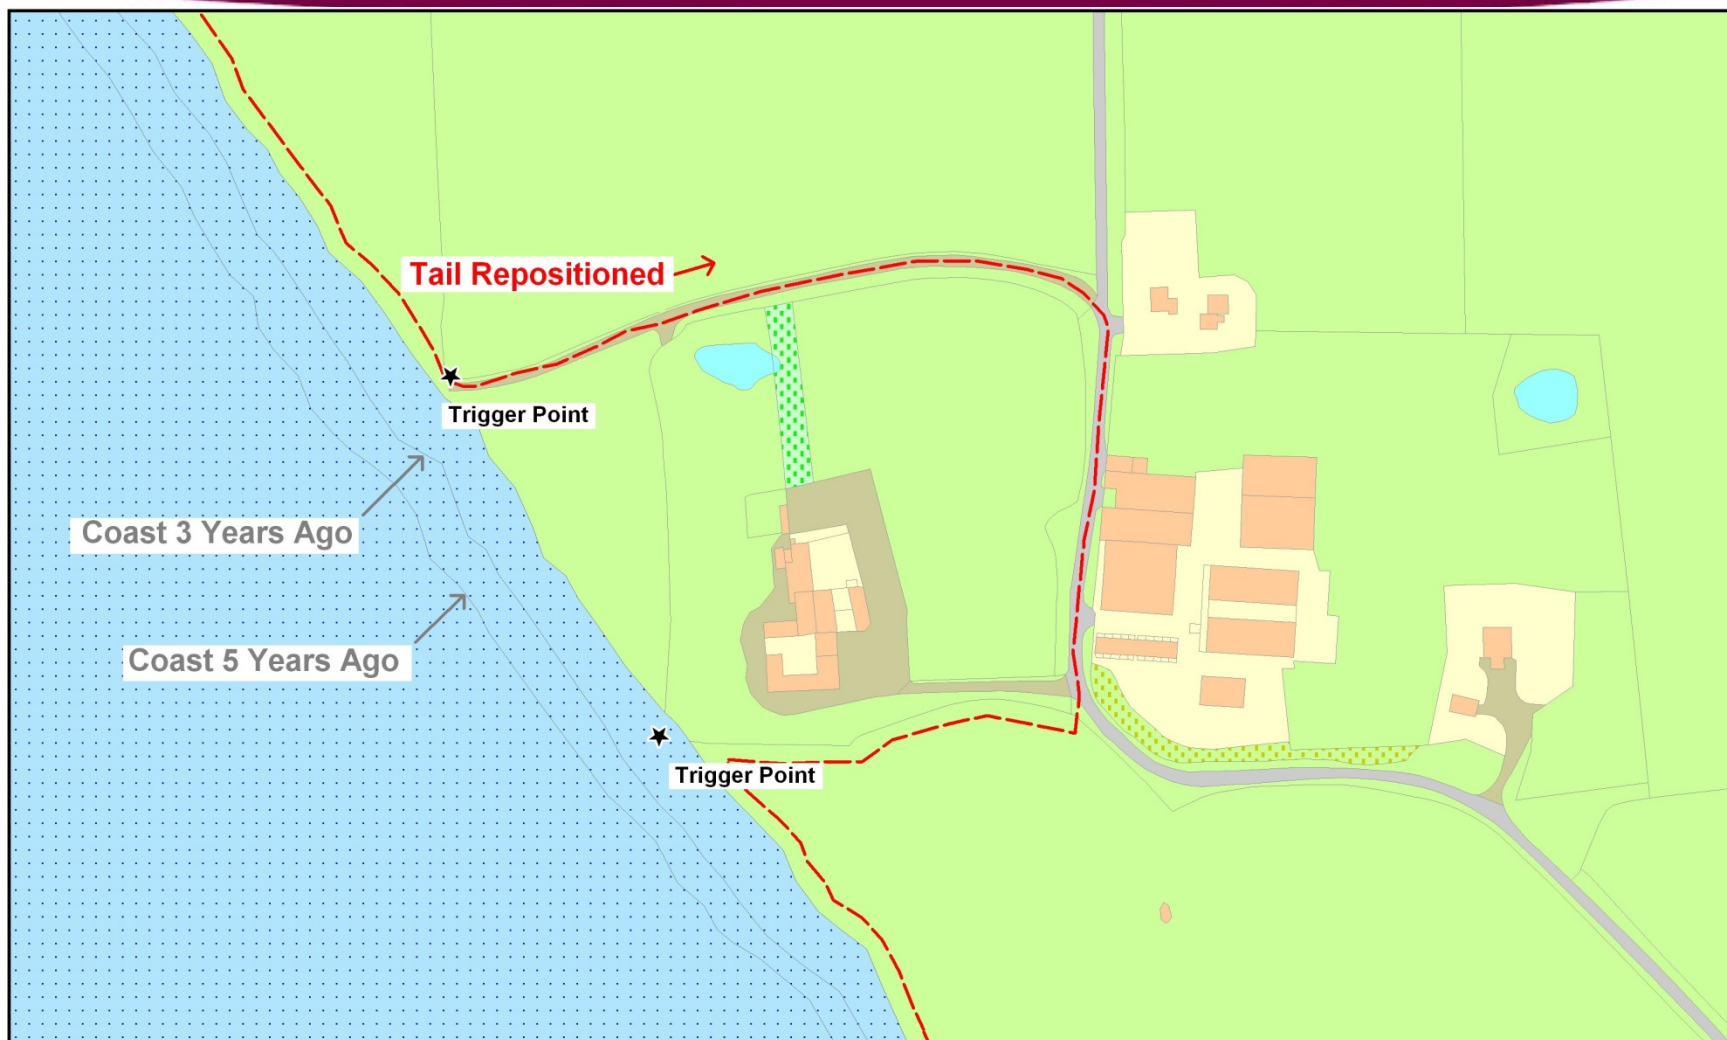 Tail Repositioned
Trigger Point
Coast 3 Years Ago
Coast 5 Years Ago
Trigger Point